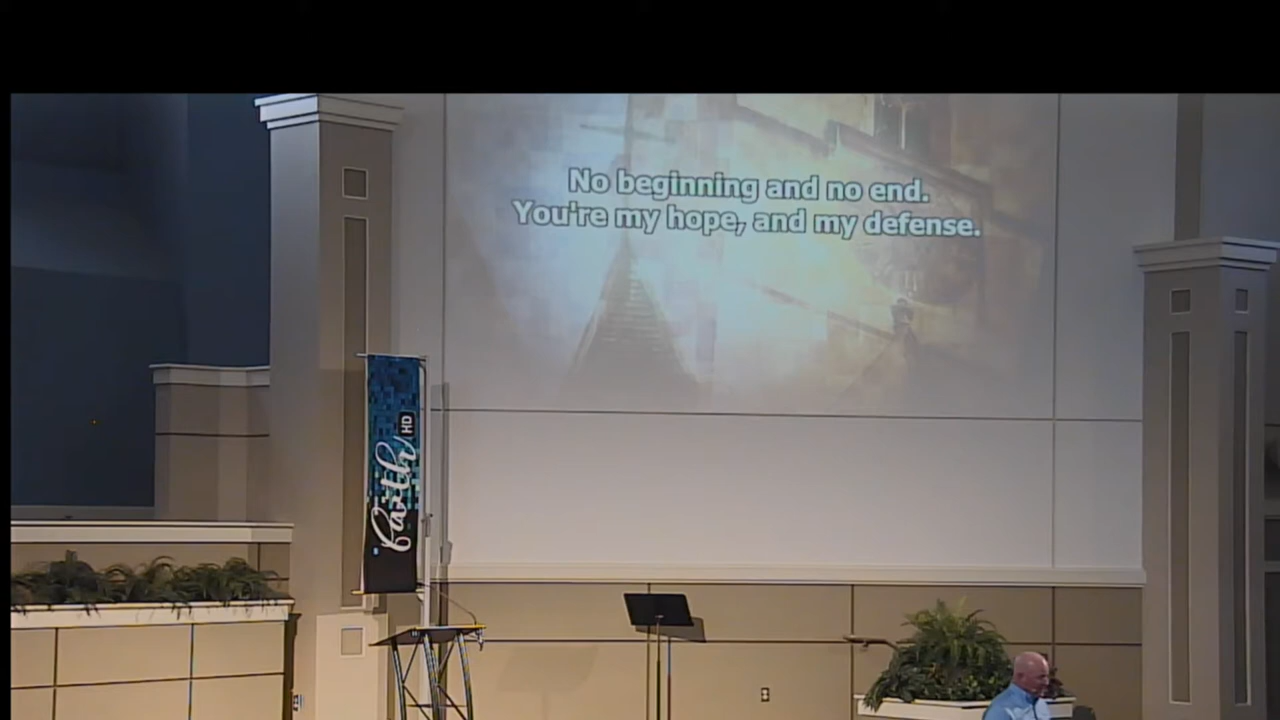 No beginning and no end.
You're my hope, and my defense.
faith HD